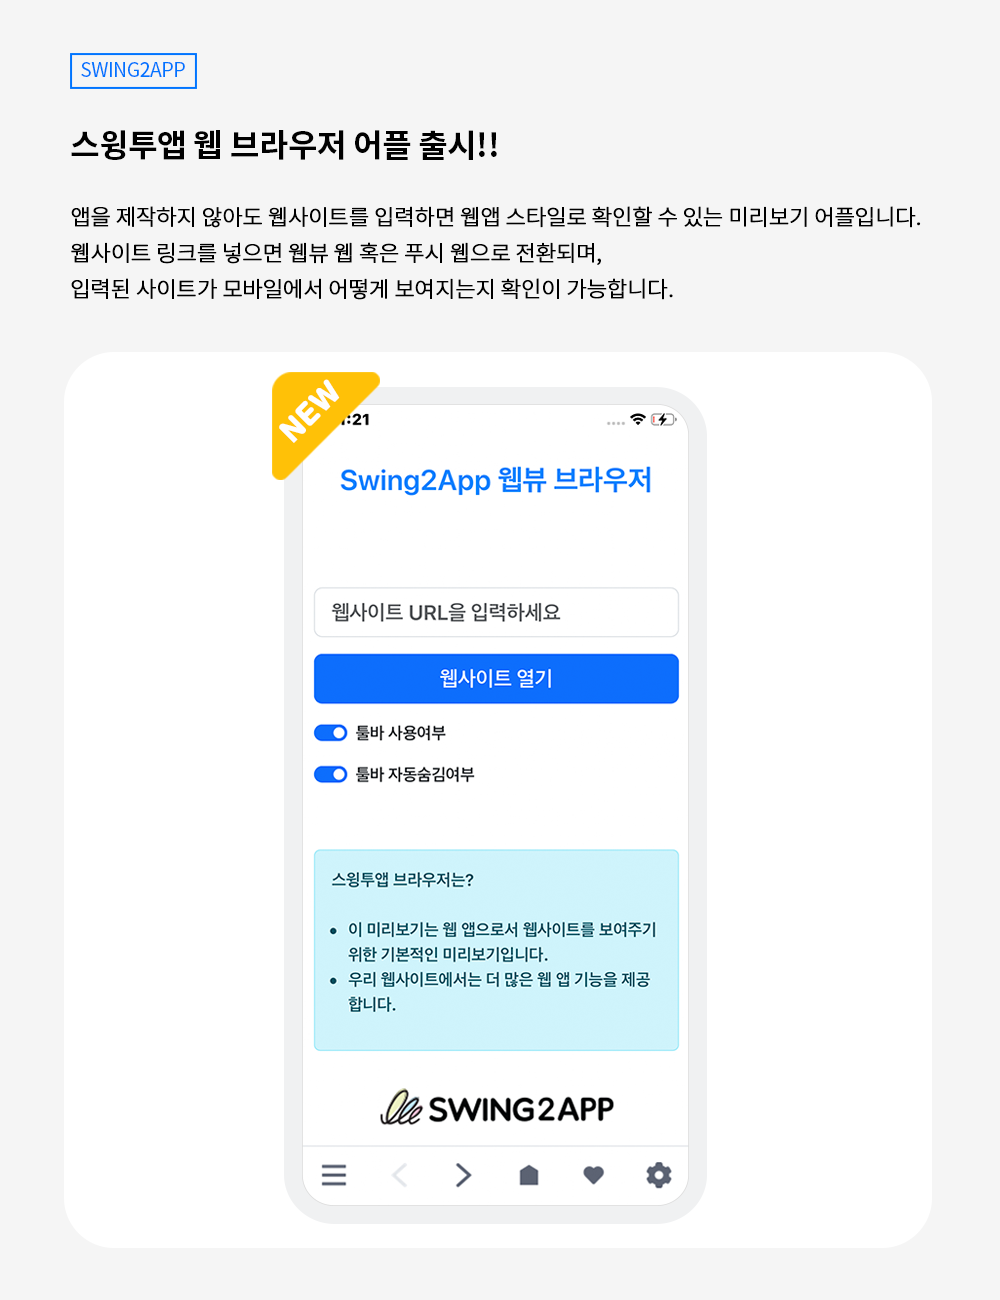 SWING2APP
스윙투앱 웹 브라우저 어플 출시!!
앱을 제작하지 않아도 웹사이트를 입력하면 웹앱 스타일로 확인할 수 있는 미리보기 어플입니다.
웹사이트 링크를 넣으면 웹뷰 웹 혹은 푸시 웹으로 전환되며,
입력된 사이트가 모바일에서 어떻게 보여지는지 확인이 가능합니다.
NEW
:21
Swing2App 웹뷰 브라우저
웹사이트 URL을 입력하세요
웹사이트 열기
툴바 사용여부
툴바 자동숨김여부
스윙투앱 브라우저는?
• 이 미리보기는 웹 앱으로서 웹사이트를 보여주기
위한 기본적인 미리보기입니다.
• 우리 웹사이트에서는 더 많은 웹 앱 기능을 제공
합니다.
SWING2APP